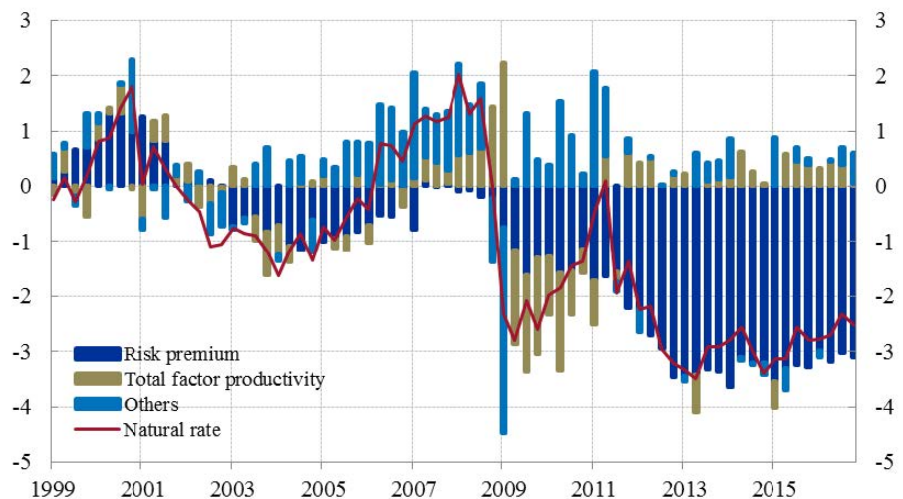 3 3
2 2
1 1
0 0
-1 -1
-2 -2
-3 -3
-4 -4
-5 -5
Risk premium
Total factor productivity
Others
Natural rate
1999 2001 2003 2005 2007 2009 2011 2013 2015